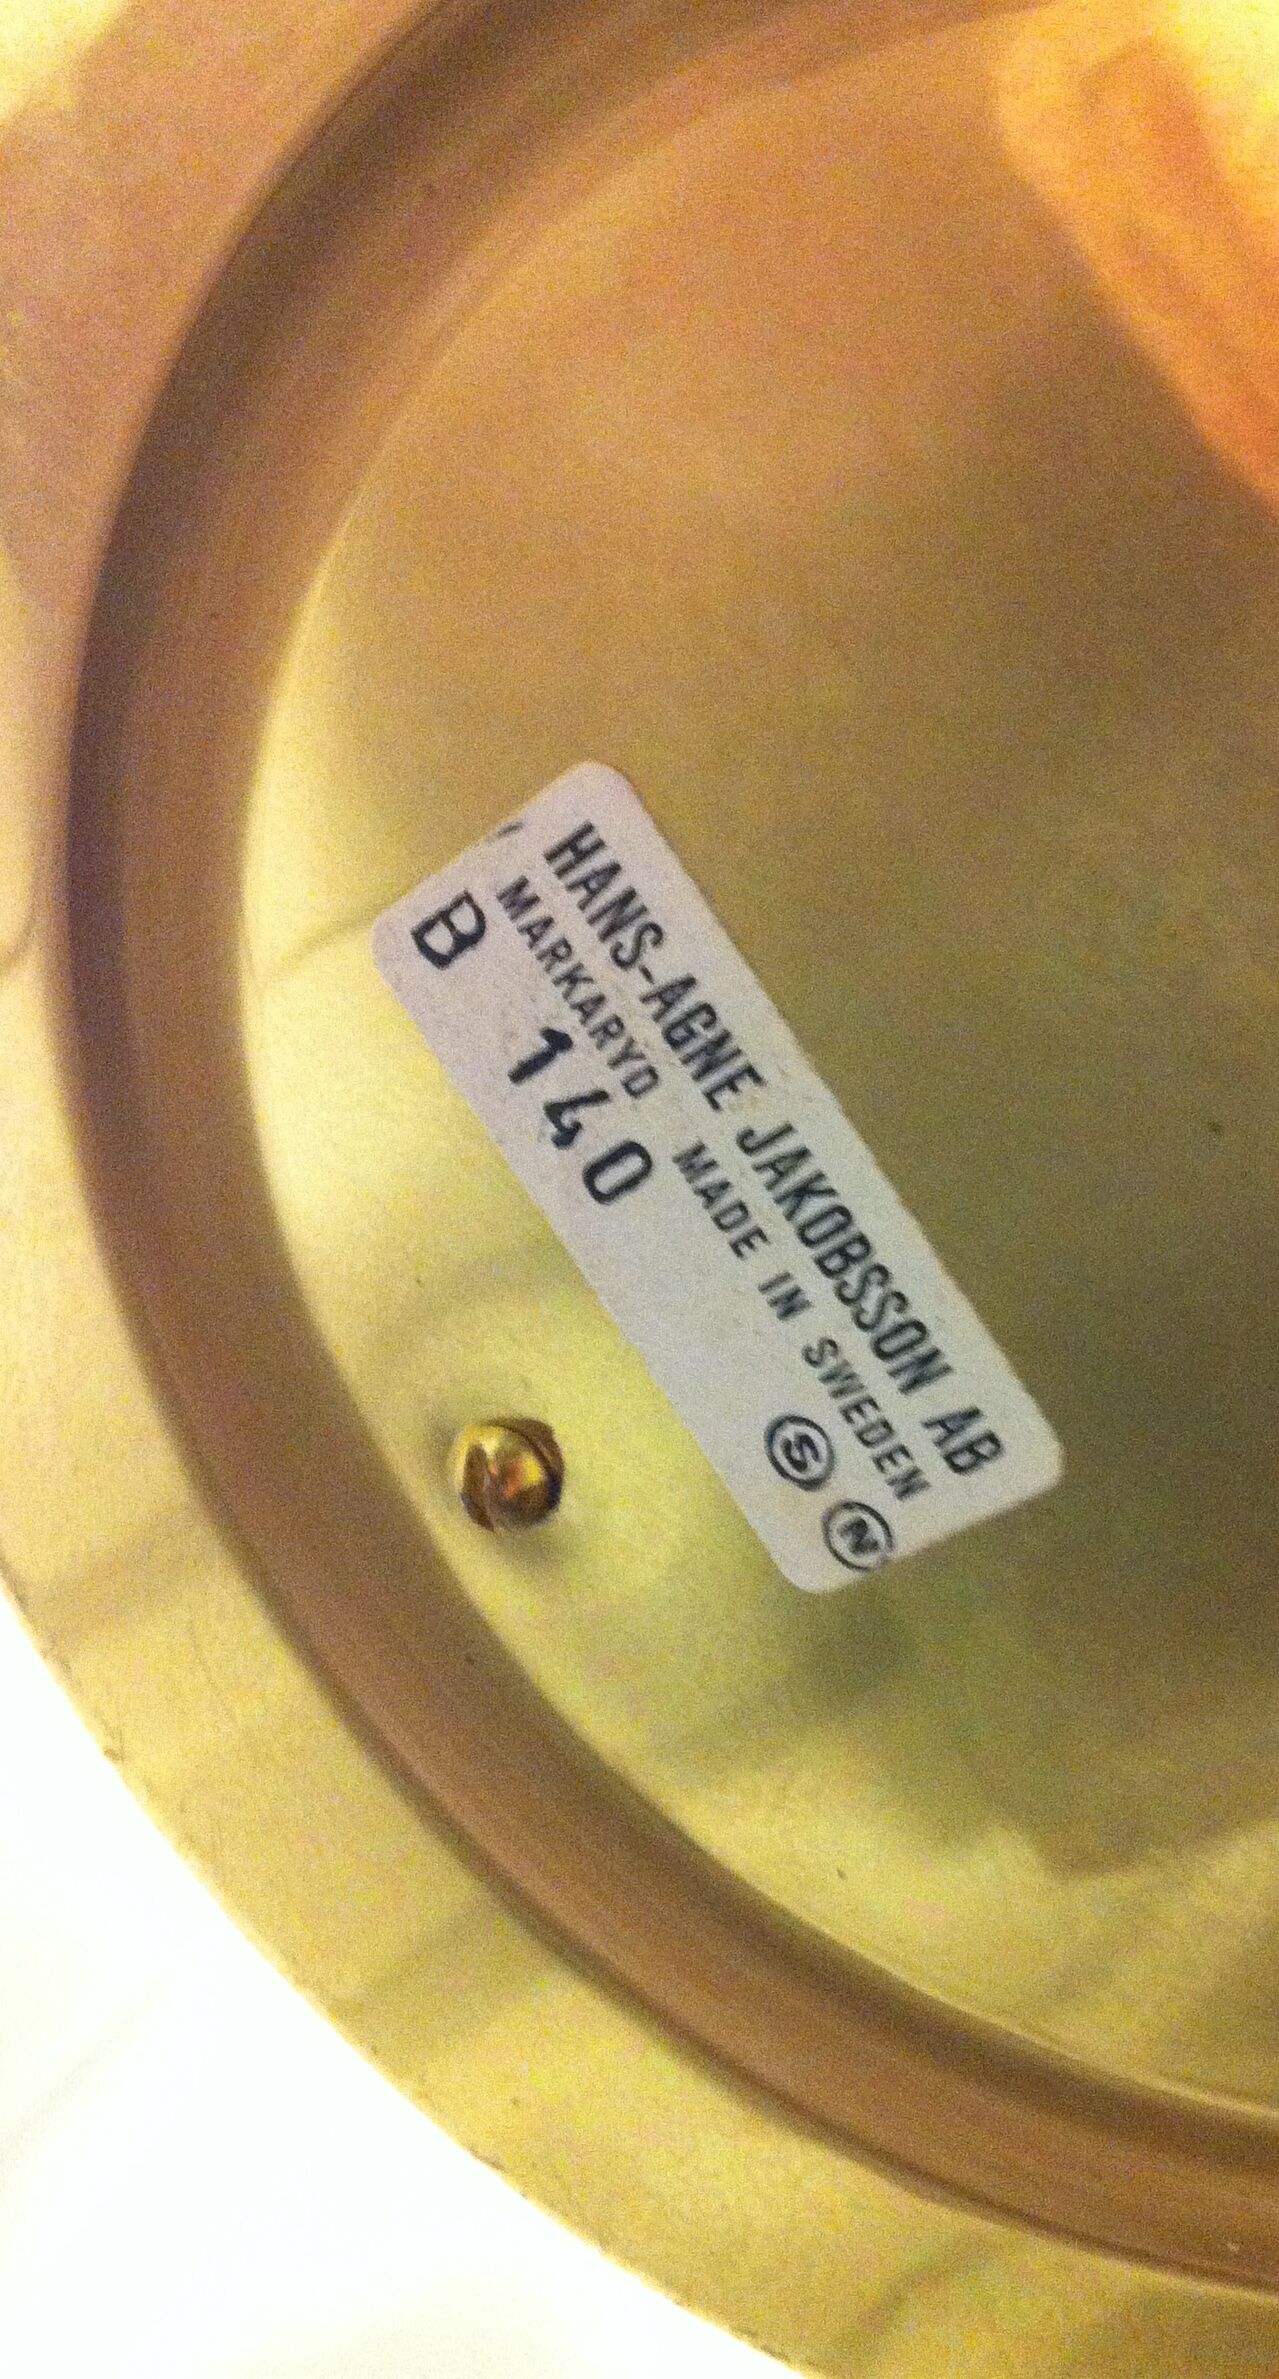 HANS-AGNE JAKOBSSON AB
MARKARYD MADE IN SWEDEN
B 140 S N